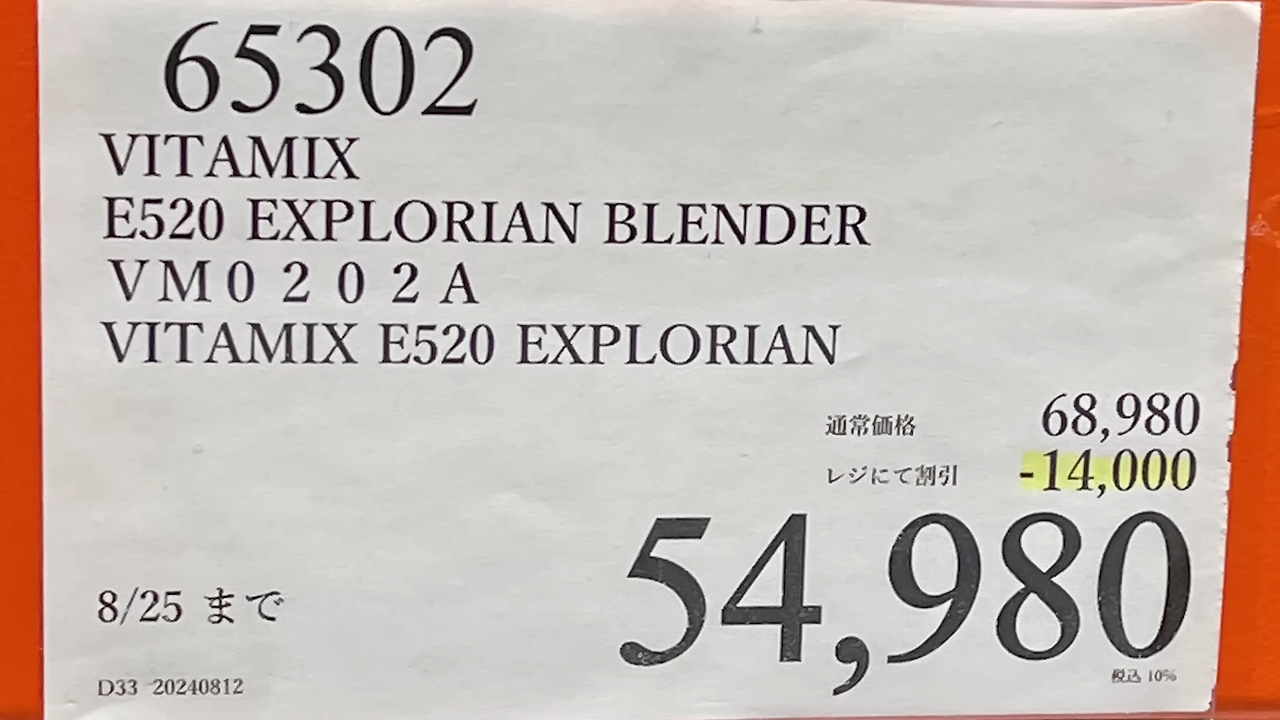 65302
VITAMIX
E520 EXPLORIAN BLENDER
VM0202A
VITAMIX E520 EXPLORIAN
通常価格 68,980
レジにて割引 -14,000
54,980
税込 10%
8/25 まで
D33 20240812